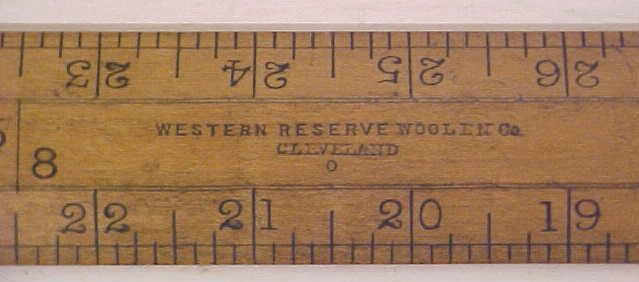 23 24 25 26
WESTERN RESERVE WOOLEN Co.
CLEVELAND
O
8
22 21 20 19